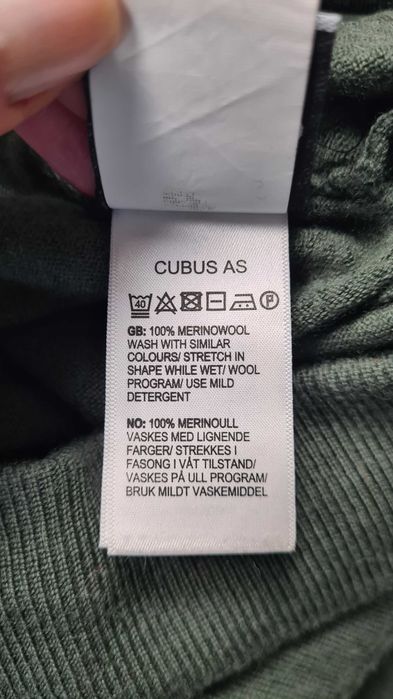 CUBUS AS
40 P
GB: 100% MERINOWOOL
WASH WITH SIMILAR
COLOURS/ STRETCH IN
SHAPE WHILE WET/ WOOL
PROGRAM/ USE MILD
DETERGENT
NO: 100% MERINOULL
VASKES MED LIGNENDE
FARGER/ STREKKES I
FASONG I VÅT TILSTAND/
VASKES PÅ ULL PROGRAM/
BRUK MILDT VASKEMIDDEL